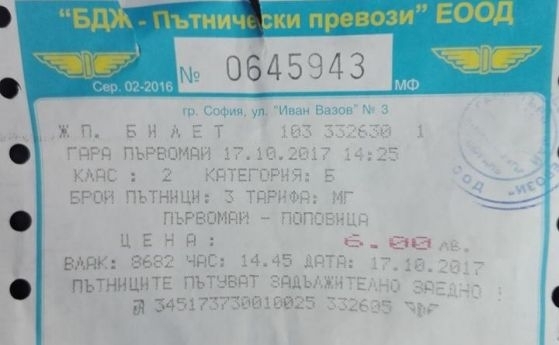 "БДЖ - Пътнически превози" ЕООД
Сер. 02-2016 № 0645943 МФ
гр. София, ул. "Иван Вазов" № 3
Ж.П. БИЛЕТ 103 332630 1
ГАРА ПЪРВОМАЙ 17.10.2017 14:25
КЛАС : 2 КАТЕГОРИЯ: Б
БРОЙ ПЪТНИЦИ: 3 ТАРИФА: МГ
ПЪРВОМАЙ - ПОПОВИЦА
ЦЕНА: 6.00 ЛВ.
ВЛАК: 8682 ЧАС: 14.45 ДАТА: 17.10.2017
ПЪТНИЦИТЕ ПЪТУВАТ ЗАДЪЛЖИТЕЛНО ЗАЕДНО !
345173730010025 332605